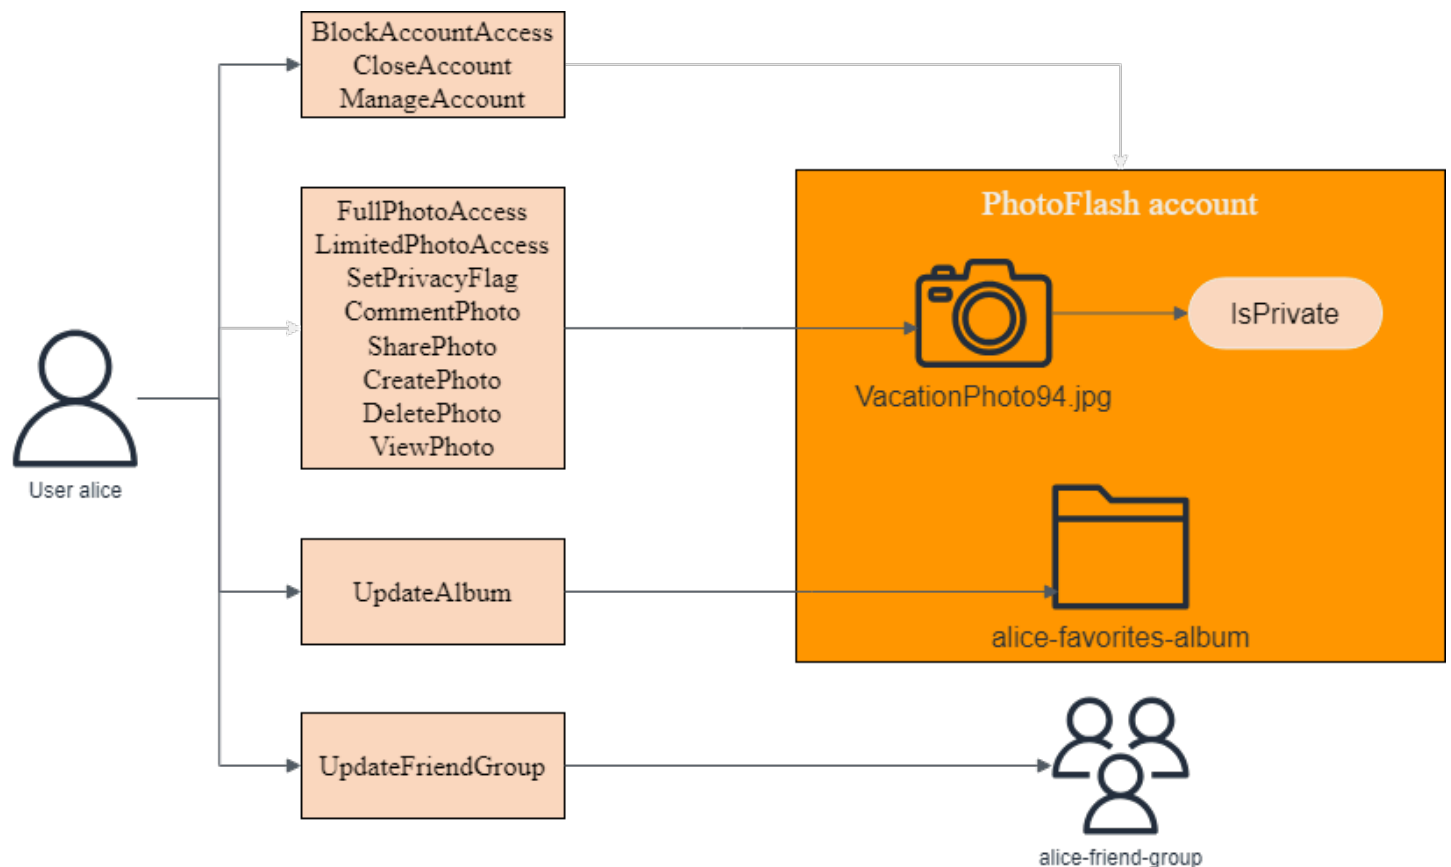 BlockAccountAccess
CloseAccount
ManageAccount
PhotoFlash account
FullPhotoAccess
LimitedPhotoAccess
SetPrivacyFlag
CommentPhoto
SharePhoto
CreatePhoto
DeletePhoto
ViewPhoto
IsPrivate
VacationPhoto94.jpg
User alice
UpdateAlbum
alice-favorites-album
UpdateFriendGroup
alice-friend-group